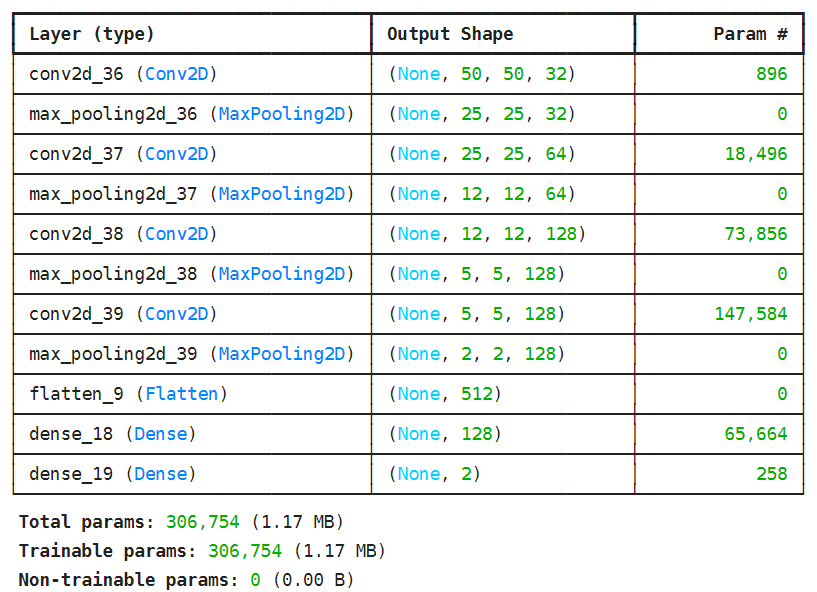 Layer (type) Output Shape Param #
conv2d_36 (Conv2D) (None, 50, 50, 32) 896
max_pooling2d_36 (MaxPooling2D) (None, 25, 25, 32) 0
conv2d_37 (Conv2D) (None, 25, 25, 64) 18,496
max_pooling2d_37 (MaxPooling2D) (None, 12, 12, 64) 0
conv2d_38 (Conv2D) (None, 12, 12, 128) 73,856
max_pooling2d_38 (MaxPooling2D) (None, 5, 5, 128) 0
conv2d_39 (Conv2D) (None, 5, 5, 128) 147,584
max_pooling2d_39 (MaxPooling2D) (None, 2, 2, 128) 0
flatten_9 (Flatten) (None, 512) 0
dense_18 (Dense) (None, 128) 65,664
dense_19 (Dense) (None, 2) 258
Total params: 306,754 (1.17 MB)
Trainable params: 306,754 (1.17 MB)
Non-trainable params: 0 (0.00 B)